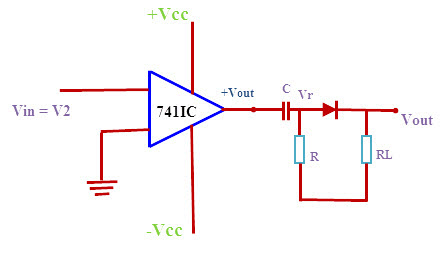 +Vcc
Vin = V2
741IC
+Vout
C
Vr
Vout
R
RL
-Vcc